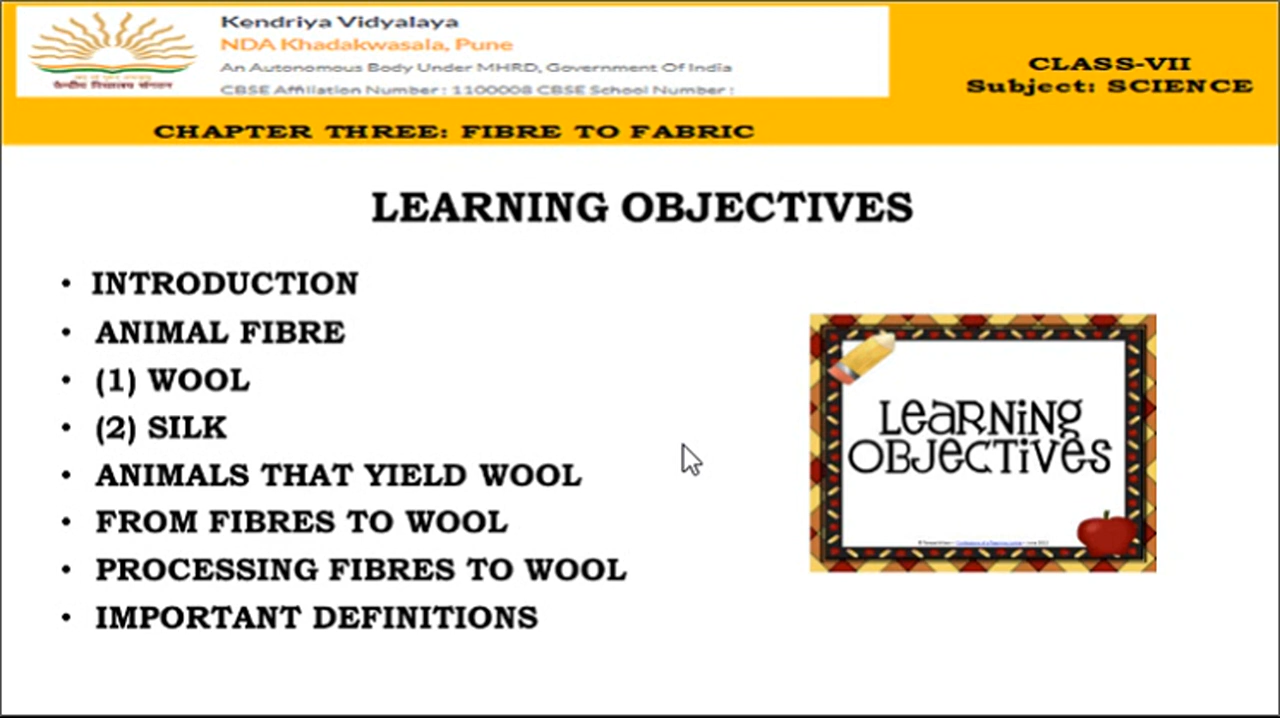 Kendriya Vidyalaya
NDA Khadakwasala, Pune
An Autonomous Body Under MHRD, Government Of India
CBSE Affiliation Number : 1100008 CBSE School Number :
केन्द्रीय विद्यालय संगठन
CLASS-VII
Subject: SCIENCE
CHAPTER THREE: FIBRE TO FABRIC
LEARNING OBJECTIVES
• INTRODUCTION
• ANIMAL FIBRE
• (1) WOOL
• (2) SILK
• ANIMALS THAT YIELD WOOL
• FROM FIBRES TO WOOL
• PROCESSING FIBRES TO WOOL
• IMPORTANT DEFINITIONS
LeARNiNg
OBJecTiVes